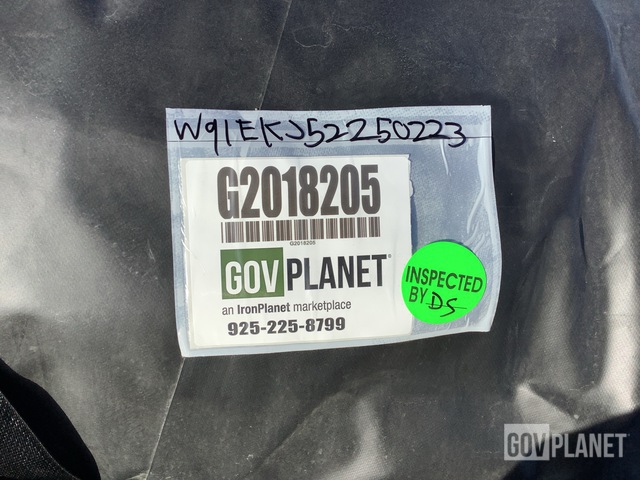 W91EKJ52250223
G2018205
G2018205
GOVPLANET®
an IronPlanet marketplace
925-225-8799
INSPECTED
BY DS
GOVPLANET